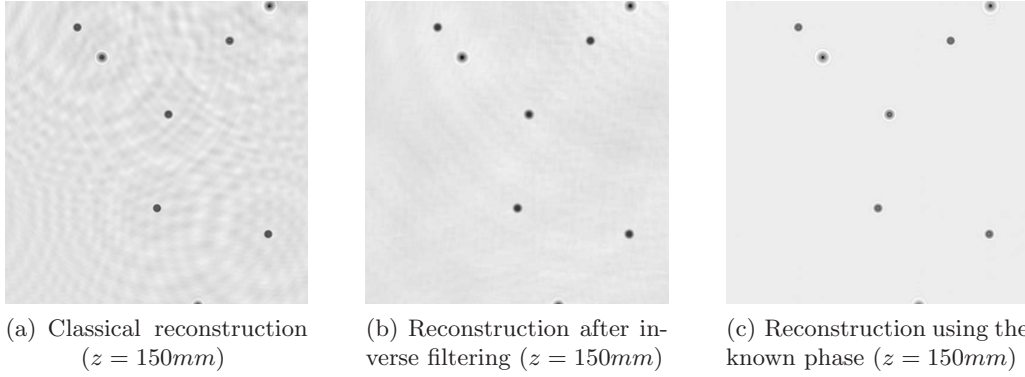 (a) Classical reconstruction
(z = 150mm)
(b) Reconstruction after in-
verse filtering (z = 150mm)
(c) Reconstruction using the
known phase (z = 150mm)